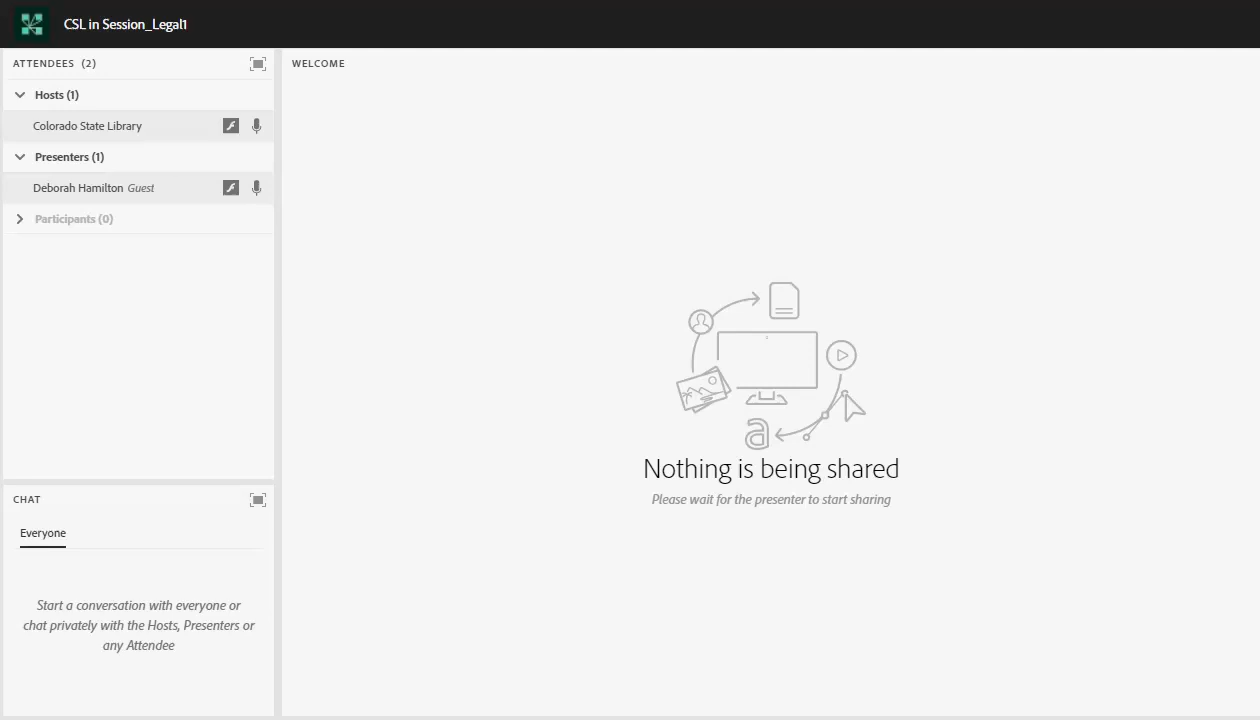 CSL in Session_Legal1
ATTENDEES (2)
Hosts (1)
Colorado State Library
Presenters (1)
Deborah Hamilton Guest
Participants (0)
CHAT
Everyone
Start a conversation with everyone or
chat privately with the Hosts, Presenters or
any Attendee
WELCOME
a
Nothing is being shared
Please wait for the presenter to start sharing